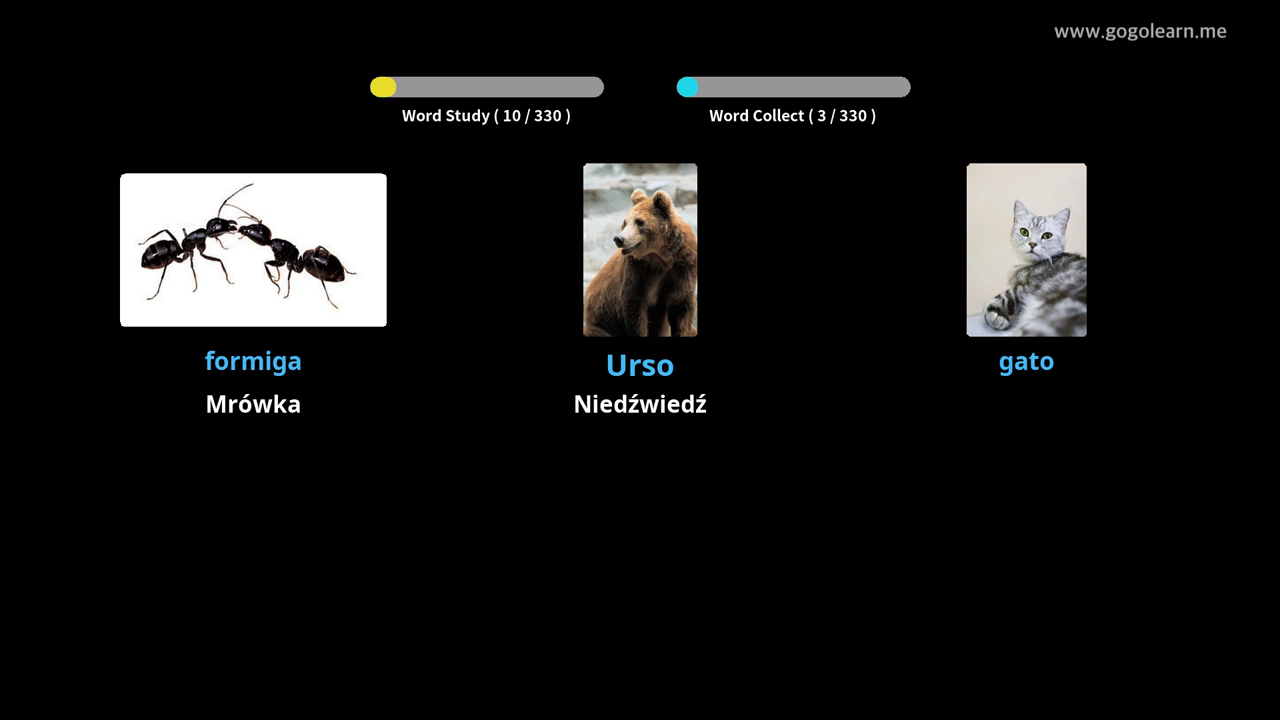 www.gogolearn.me
Word Study ( 10 / 330 )
Word Collect ( 3 / 330 )
formiga
Urso
gato
Mrówka
Niedźwiedź